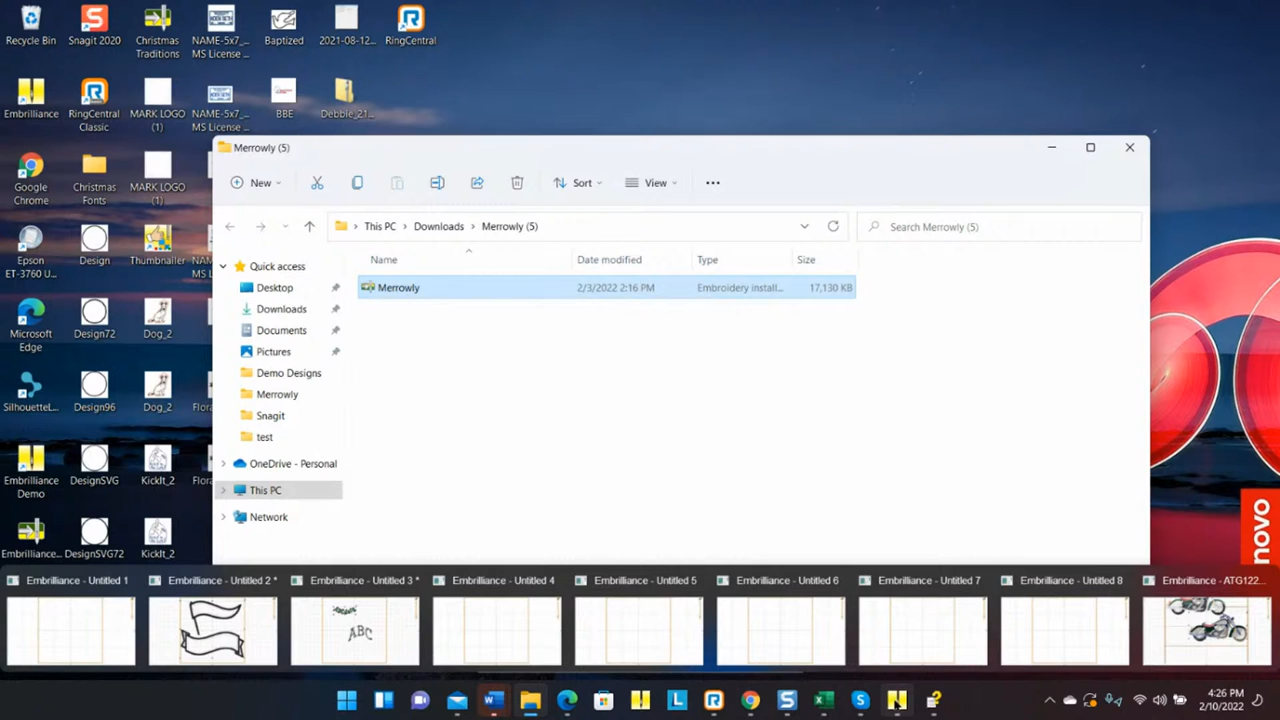 Recycle Bin
Snagit 2020
Christmas
Traditions
NAME-5x7_...
MS License ...
Baptized
2021-08-12...
RingCentral
Embrilliance
RingCentral
Classic
MARK LOGO
(1)
NAME-5x7_...
MS License ...
BBE
Debble_21...
Google
Chrome
Christmas
Fonts
MARK LOGO
(1)
Epson
ET-3760 U...
Design
Thumbnailer
Microsoft
Edge
Design72
Dog_2
SilhouetteL...
Design96
Dog_2
Embrilliance
Demo
DesignSVG
KickIt_2
Embrilliance...
DesignSVG72
KickIt_2
Merrowly (5)
New
Sort
View
This PC
Downloads
Merrowly (5)
Search Merrowly (5)
Name
Date modified
Type
Size
Merrowly
2/3/2022 2:16 PM
Embroidery install...
17,130 KB
Quick access
Desktop
Downloads
Documents
Pictures
Demo Designs
Merrowly
Snagit
test
OneDrive - Personal
This PC
Network
Embrilliance - Untitled 1
Embrilliance - Untitled 2 *
Embrilliance - Untitled 3 *
Embrilliance - Untitled 4
Embrilliance - Untitled 5
Embrilliance - Untitled 6
Embrilliance - Untitled 7
Embrilliance - Untitled 8
Embrilliance - ATG122...
ABC
4:26 PM
2/10/2022